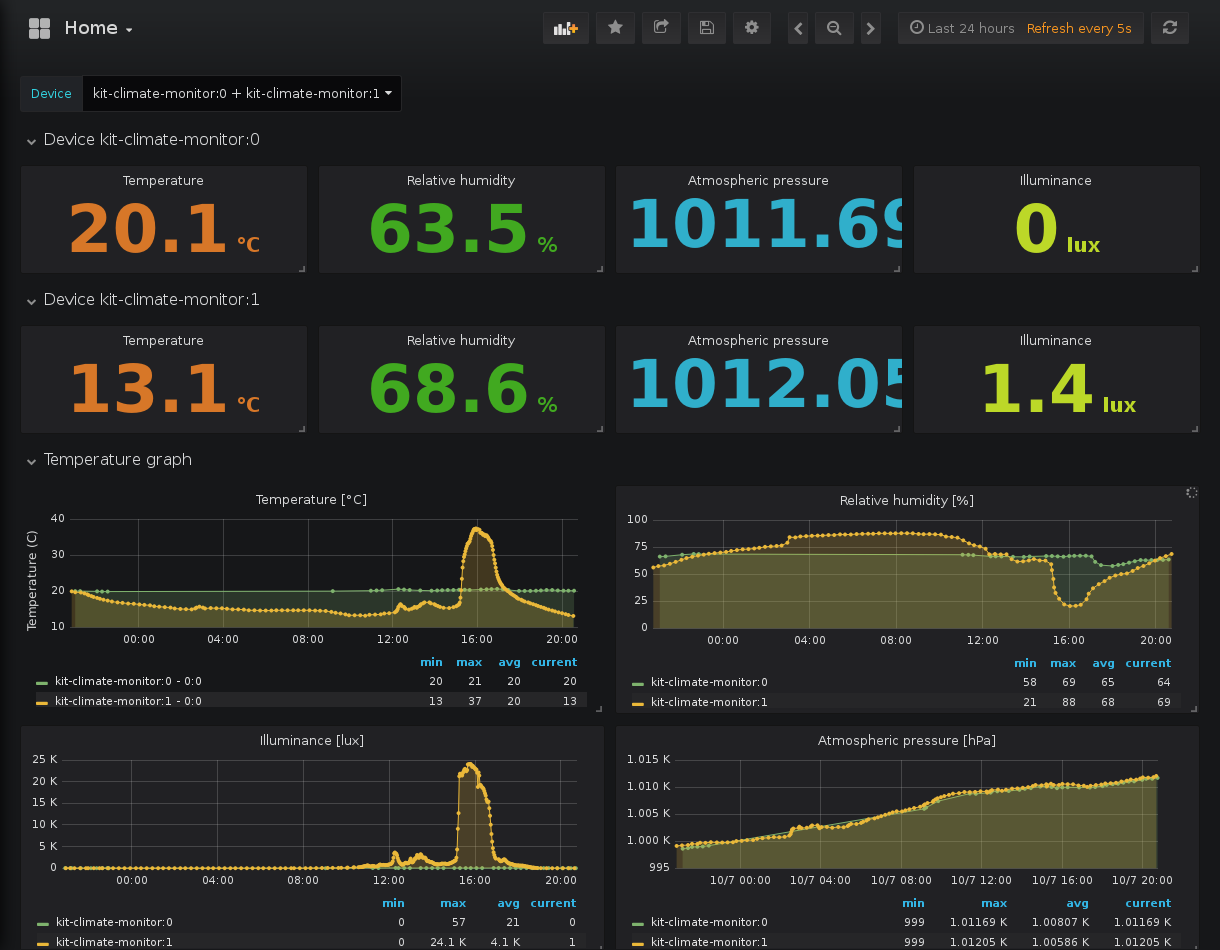 Home
Last 24 hours Refresh every 5s
Device kit-climate-monitor:0 + kit-climate-monitor:1
Device kit-climate-monitor:0
Temperature
20.1 °C
Relative humidity
63.5 %
Atmospheric pressure
1011.69
Illuminance
0 lux
Device kit-climate-monitor:1
Temperature
13.1 °C
Relative humidity
68.6 %
Atmospheric pressure
1012.05
Illuminance
1.4 lux
Temperature graph
Temperature [°C]
Temperature (C)
40
30
20
10
00:00 04:00 08:00 12:00 16:00 20:00
min max avg current
kit-climate-monitor:0 - 0:0 20 21 20 20
kit-climate-monitor:1 - 0:0 13 37 20 13
Relative humidity [%]
100
75
50
25
0
00:00 04:00 08:00 12:00 16:00 20:00
min max avg current
kit-climate-monitor:0 58 69 65 64
kit-climate-monitor:1 21 88 68 69
Illuminance [lux]
25 K
20 K
15 K
10 K
5 K
0
00:00 04:00 08:00 12:00 16:00 20:00
min max avg current
kit-climate-monitor:0 0 57 21 0
kit-climate-monitor:1 0 24.1 K 4.1 K 1
Atmospheric pressure [hPa]
1.015 K
1.010 K
1.005 K
1.000 K
995
10/7 00:00 10/7 04:00 10/7 08:00 10/7 12:00 10/7 16:00 10/7 20:00
min max avg current
kit-climate-monitor:0 999 1.01169 K 1.00807 K 1.01169 K
kit-climate-monitor:1 999 1.01205 K 1.00586 K 1.01205 K